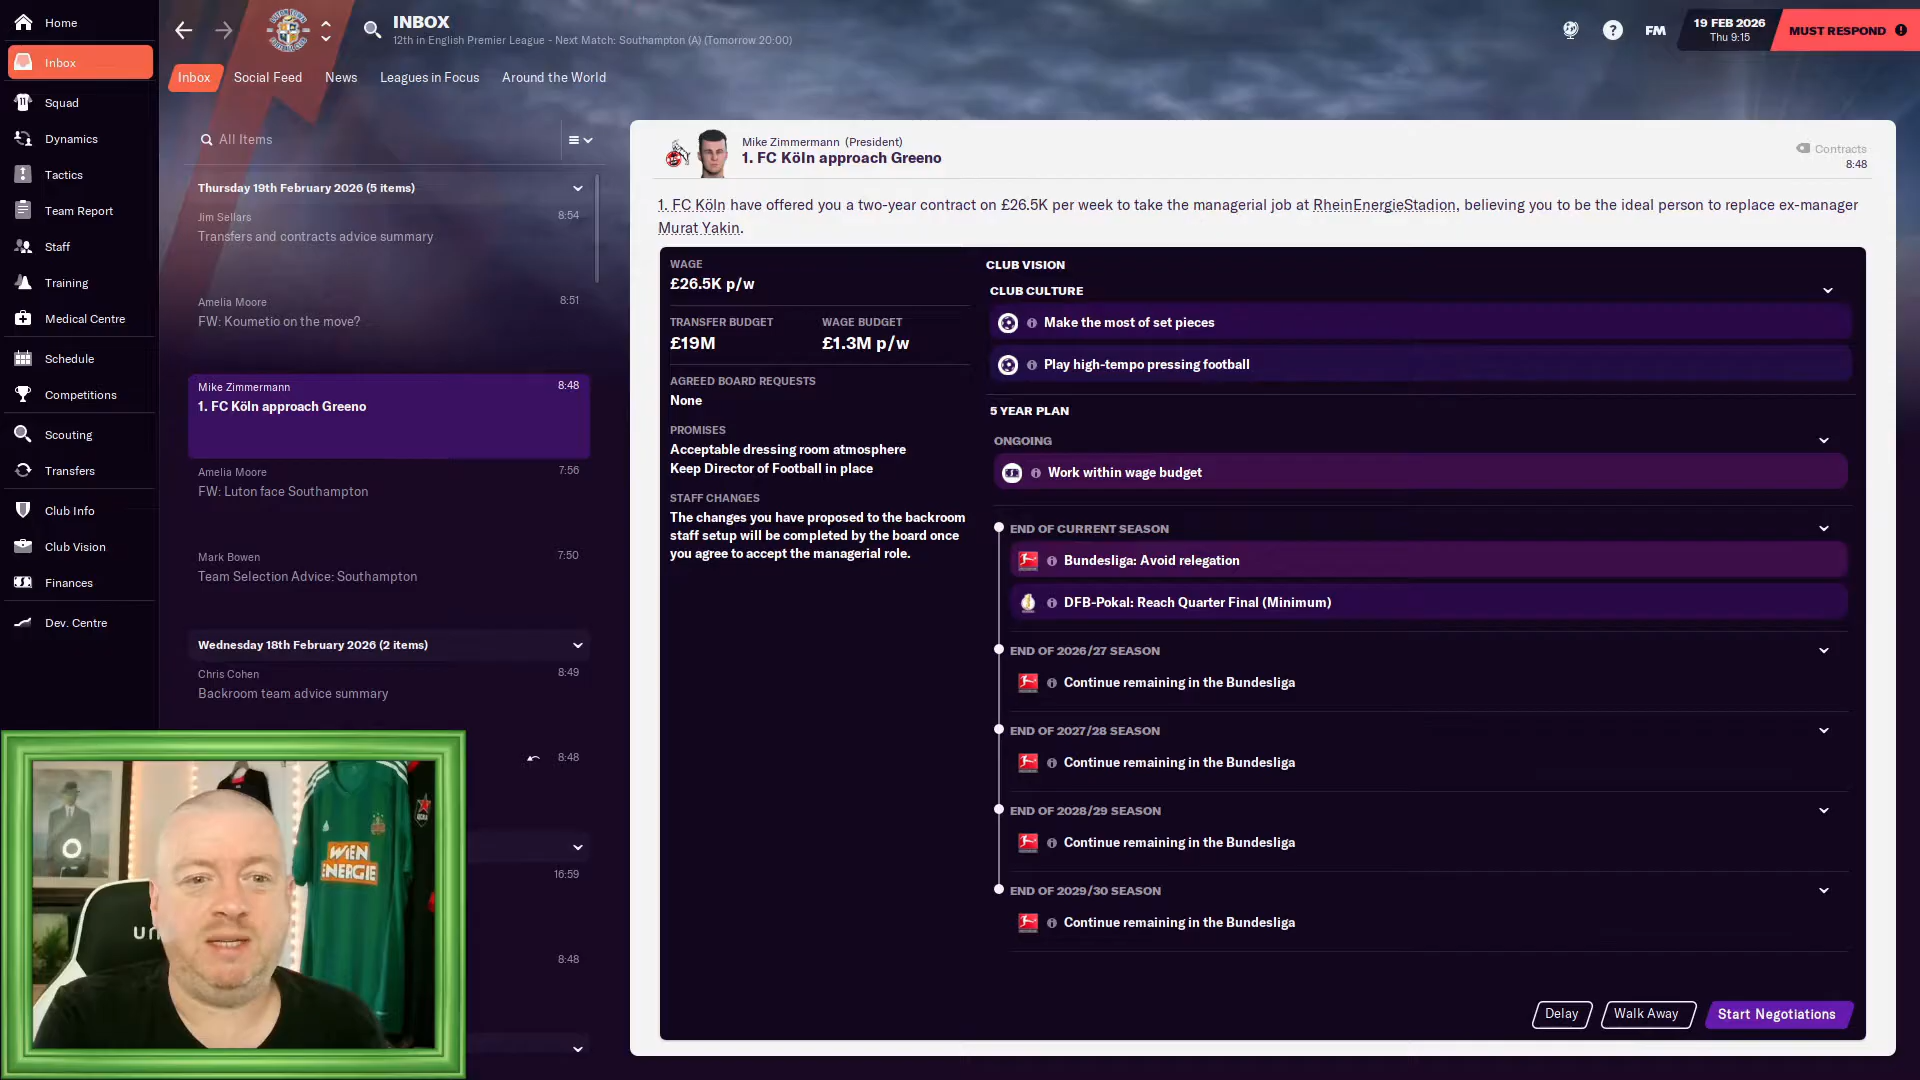 Home
Inbox
Squad
Dynamics
Tactics
Team Report
Staff
Training
Medical Centre
Schedule
Competitions
Scouting
Transfers
Club Info
Club Vision
Finances
Dev. Centre
INBOX
12th in English Premier League - Next Match: Southampton (A) (Tomorrow 20:00)
FM
19 FEB 2026
Thu 9:15
MUST RESPOND
Inbox
Social Feed
News
Leagues in Focus
Around the World
All Items
Thursday 19th February 2026 (5 items)
Jim Sellars
8:54
Transfers and contracts advice summary
Amelia Moore
8:51
FW: Koumetio on the move?
Mike Zimmermann
8:48
1. FC Köln approach Greeno
Amelia Moore
7:56
FW: Luton face Southampton
Mark Bowen
7:50
Team Selection Advice: Southampton
Wednesday 18th February 2026 (2 items)
Chris Cohen
8:49
Backroom team advice summary
8:48
16:59
8:48
WIEN
ENERGIE
Mike Zimmermann (President)
1. FC Köln approach Greeno
Contracts
8:48
1. FC Köln have offered you a two-year contract on £26.5K per week to take the managerial job at RheinEnergieStadion, believing you to be the ideal person to replace ex-manager
Murat Yakin.
WAGE
£26.5K p/w
TRANSFER BUDGET
WAGE BUDGET
£19M
£1.3M p/w
AGREED BOARD REQUESTS
None
PROMISES
Acceptable dressing room atmosphere
Keep Director of Football in place
STAFF CHANGES
The changes you have proposed to the backroom
staff setup will be completed by the board once
you agree to accept the managerial role.
CLUB VISION
CLUB CULTURE
Make the most of set pieces
Play high-tempo pressing football
5 YEAR PLAN
ONGOING
Work within wage budget
END OF CURRENT SEASON
Bundesliga: Avoid relegation
DFB-Pokal: Reach Quarter Final (Minimum)
END OF 2026/27 SEASON
Continue remaining in the Bundesliga
END OF 2027/28 SEASON
Continue remaining in the Bundesliga
END OF 2028/29 SEASON
Continue remaining in the Bundesliga
END OF 2029/30 SEASON
Continue remaining in the Bundesliga
Delay
Walk Away
Start Negotiations